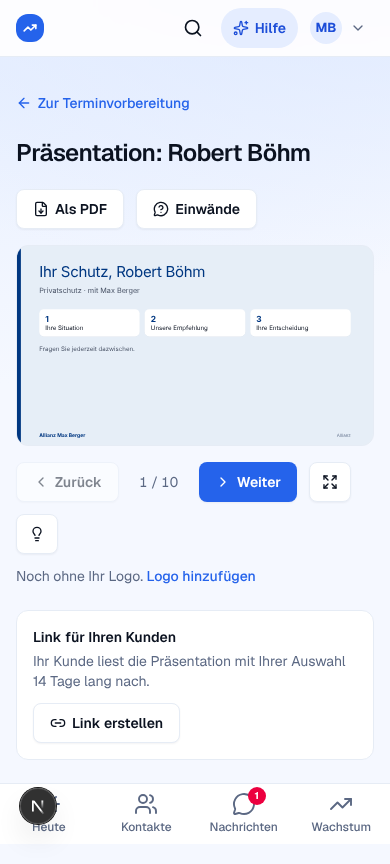 Hilfe
MB
Zur Terminvorbereitung
Präsentation: Robert Böhm
Als PDF
Einwände
Ihr Schutz, Robert Böhm
Privatschutz · mit Max Berger
1
Ihre Situation
2
Unsere Empfehlung
3
Ihre Entscheidung
Fragen Sie jederzeit dazwischen.
Allianz Max Berger
Allianz
Zurück
1 / 10
Weiter
Noch ohne Ihr Logo. Logo hinzufügen
Link für Ihren Kunden
Ihr Kunde liest die Präsentation mit Ihrer Auswahl
14 Tage lang nach.
Link erstellen
N
1
Heute
Kontakte
Nachrichten
Wachstum